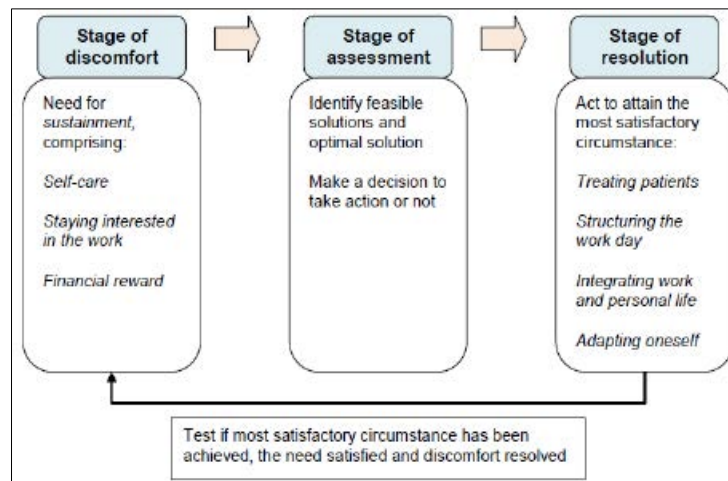 Stage of
discomfort
Need for
sustainment,
comprising:
Self-care
Staying interested
in the work
Financial reward
Stage of
assessment
Identify feasible
solutions and
optimal solution
Make a decision to
take action or not
Stage of
resolution
Act to attain the
most satisfactory
circumstance:
Treating patients
Structuring the
work day
Integrating work
and personal life
Adapting oneself
Test if most satisfactory circumstance has been
achieved, the need satisfied and discomfort resolved